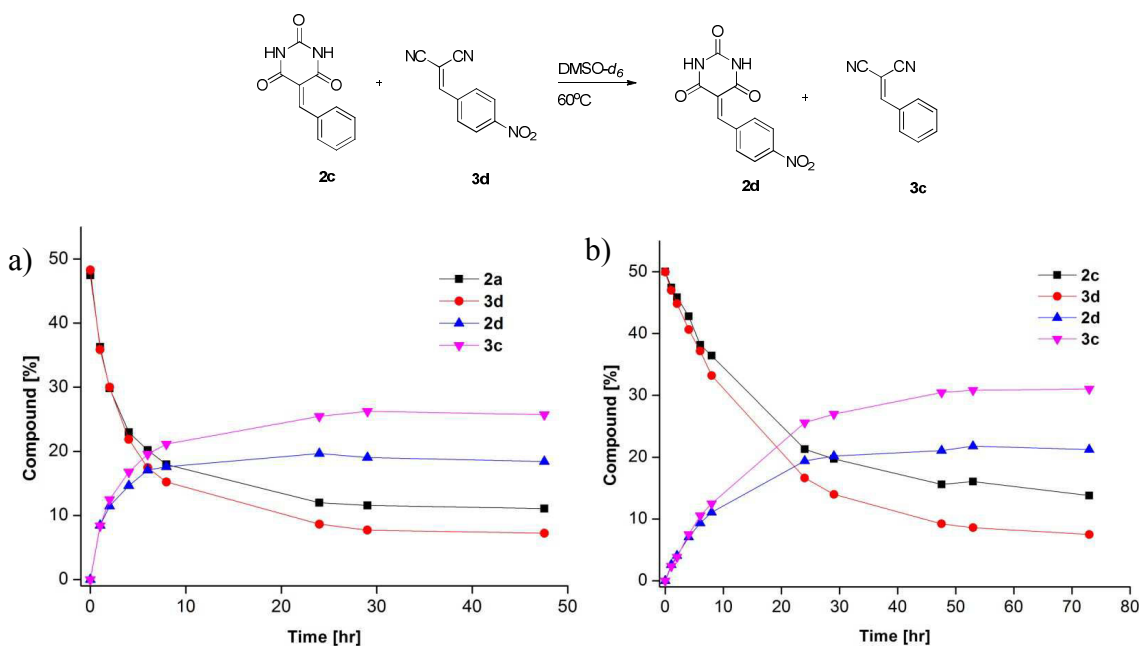 O
HN NH
O O
+
NC CN
NO2
DMSO-d6
60°C
O
HN NH
O O
NO2
+
NC CN
2c
3d
2d
3c
a)
Compound [%]
50
40
30
20
10
0
0 10 20 30 40 50
Time [hr]
2a
3d
2d
3c
b)
Compound [%]
60
50
40
30
20
10
0
0 10 20 30 40 50 60 70 80
Time [hr]
2c
3d
2d
3c